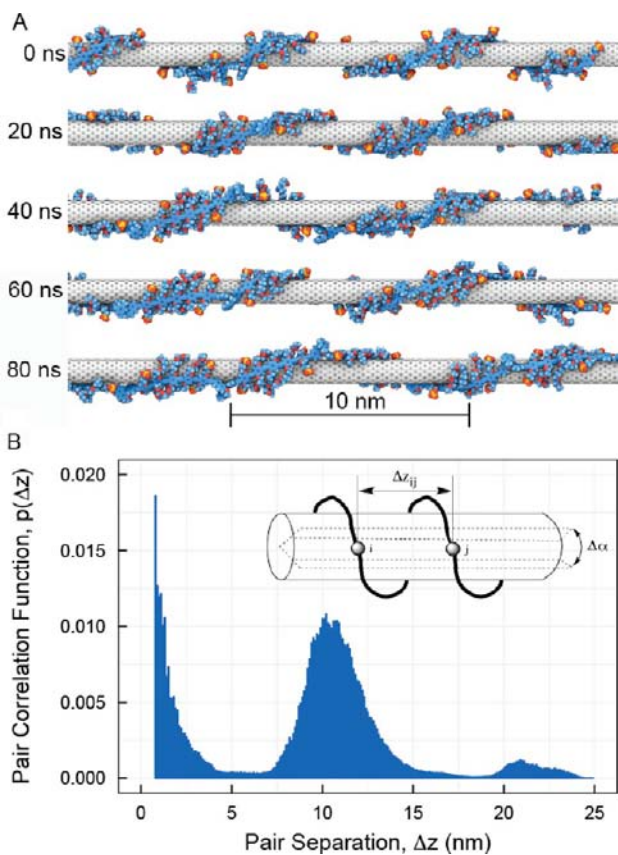 A
0 ns
20 ns
40 ns
60 ns
80 ns
10 nm
B
Pair Correlation Function, p(Δz)
0.020
0.015
0.010
0.005
0.000
Δz_ij
i
j
Δα
0
5
10
15
20
25
Pair Separation, Δz (nm)